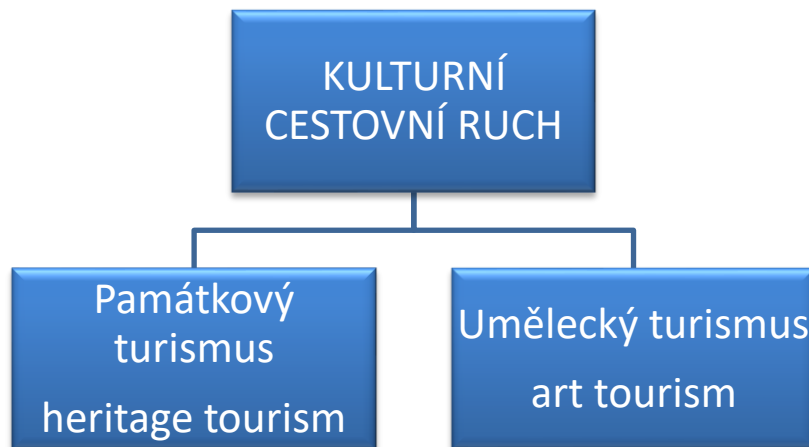 KULTURNÍ
CESTOVNÍ RUCH
Památkový
turismus
heritage tourism
Umělecký turismus
art tourism